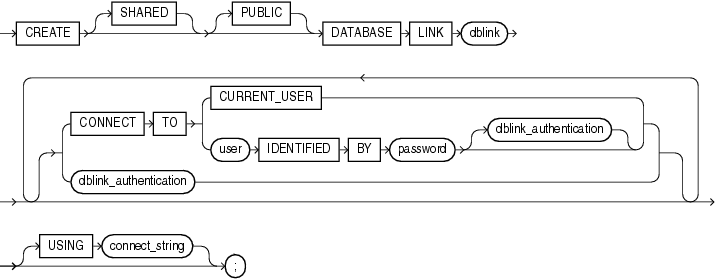 SHARED PUBLIC
CREATE DATABASE LINK dblink
CURRENT_USER
CONNECT TO
dblink_authentication
user IDENTIFIED BY password
dblink_authentication
USING connect_string
;